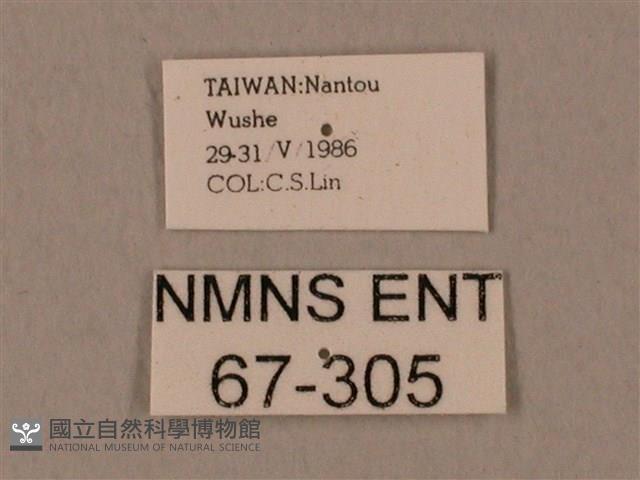 TAIWAN:Nantou
Wushe
29-31/V/1986
COL:C.S.Lin
NMNS ENT
67-305
國立自然科學博物館
NATIONAL MUSEUM OF NATURAL SCIENCE